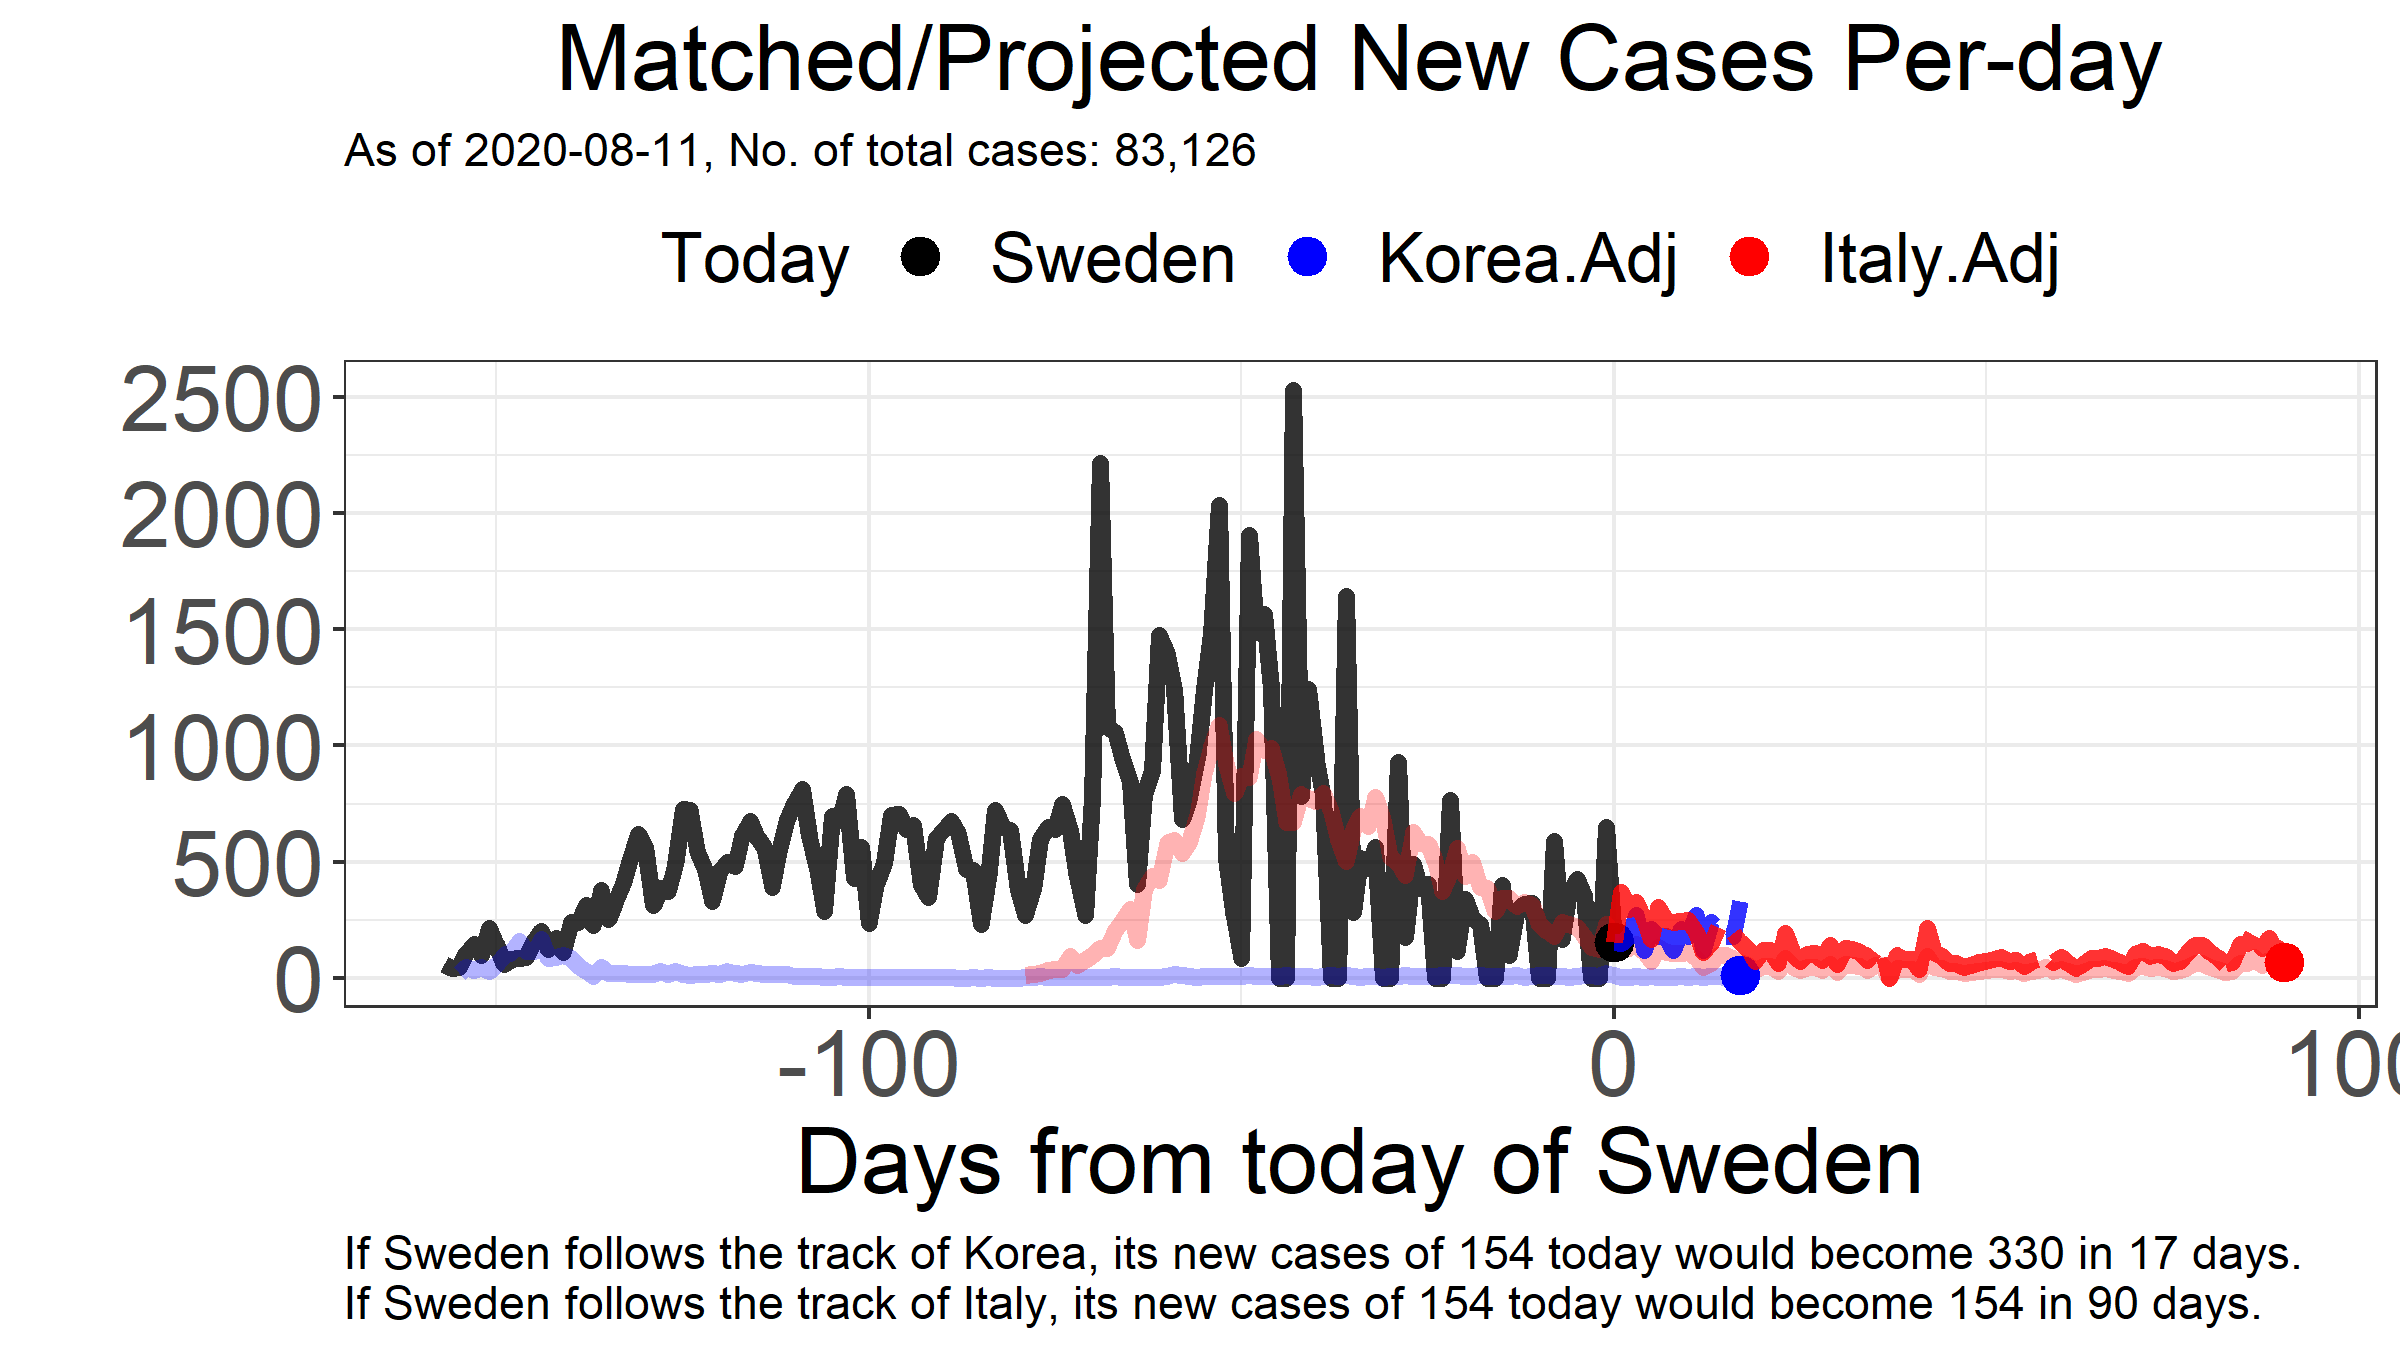 Matched/Projected New Cases Per-day
As of 2020-08-11, No. of total cases: 83,126
Today Sweden Korea.Adj Italy.Adj
2500
2000
1500
1000
500
0
-100 0 100
Days from today of Sweden
If Sweden follows the track of Korea, its new cases of 154 today would become 330 in 17 days.
If Sweden follows the track of Italy, its new cases of 154 today would become 154 in 90 days.